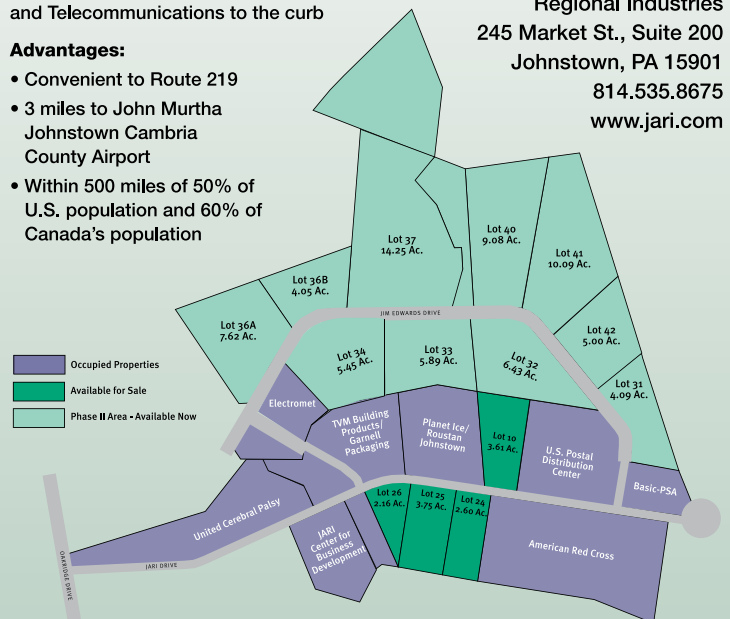 and Telecommunications to the curb
Advantages:
• Convenient to Route 219
• 3 miles to John Murtha
Johnstown Cambria
County Airport
• Within 500 miles of 50% of
U.S. population and 60% of
Canada's population
Regional Industries
245 Market St., Suite 200
Johnstown, PA 15901
814.535.8675
www.jari.com
Lot 37
14.25 Ac.
Lot 40
9.08 Ac.
Lot 41
10.09 Ac.
Lot 36B
4.05 Ac.
Lot 36A
7.62 Ac.
JIM EDWARDS DRIVE
Lot 34
5.45 Ac.
Lot 33
5.89 Ac.
Lot 32
6.43 Ac.
Lot 42
5.00 Ac.
Lot 31
4.09 Ac.
Occupied Properties
Available for Sale
Phase II Area - Available Now
Electromet
TVM Building
Products/
Garnell
Packaging
Planet Ice/
Roustan
Johnstown
Lot 10
3.61 Ac.
U.S. Postal
Distribution
Center
Basic-PSA
Lot 26
2.16 Ac.
Lot 25
3.75 Ac.
Lot 24
2.60 Ac.
United Cerebral Palsy
JARI
Center for
Business
Development
American Red Cross
OAKRIDGE DRIVE
JARI DRIVE